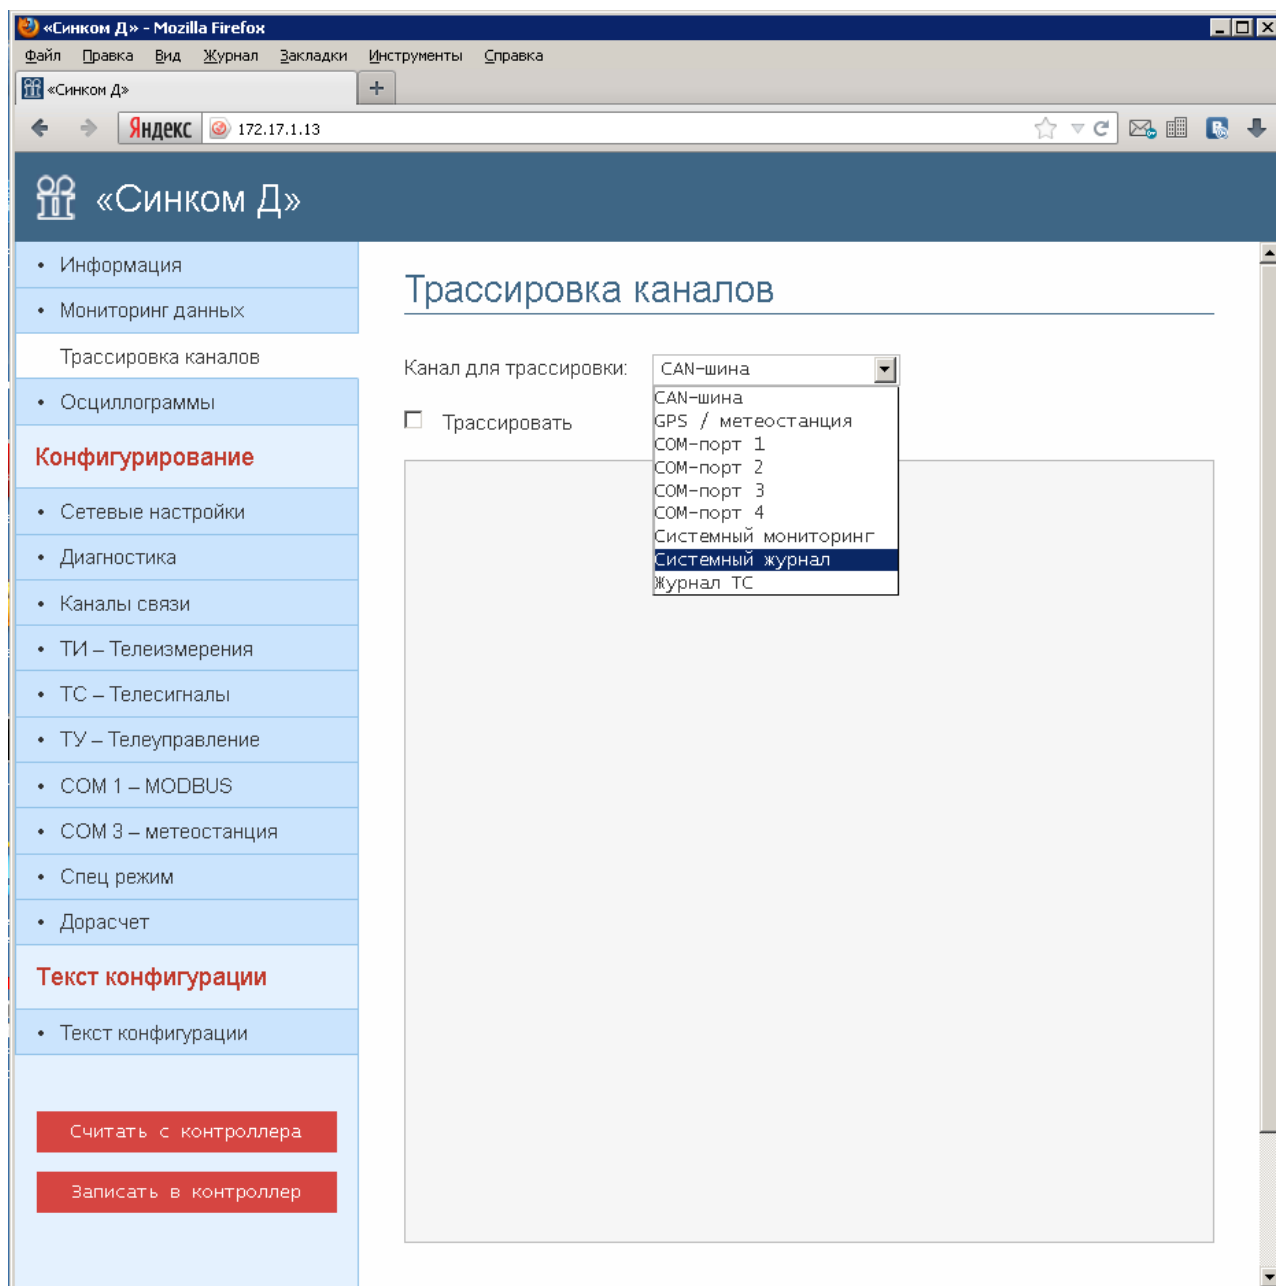 «Синком Д» - Mozilla Firefox
Файл Правка Вид Журнал Закладки Инструменты Справка
«Синком Д»
Яндекс 172.17.1.13
«Синком Д»
Информация
Мониторинг данных
Трассировка каналов
Осциллограммы
Конфигурирование
Сетевые настройки
Диагностика
Каналы связи
ТИ – Телеизмерения
ТС – Телесигналы
ТУ – Телеуправление
COM 1 – MODBUS
COM 3 – метеостанция
Спец режим
Дорасчет
Текст конфигурации
Текст конфигурации
Считать с контроллера
Записать в контроллер
Трассировка каналов
Канал для трассировки: CAN-шина
Трассировать
CAN-шина
GPS / метеостанция
COM-порт 1
COM-порт 2
COM-порт 3
COM-порт 4
Системный мониторинг
Системный журнал
Журнал ТС